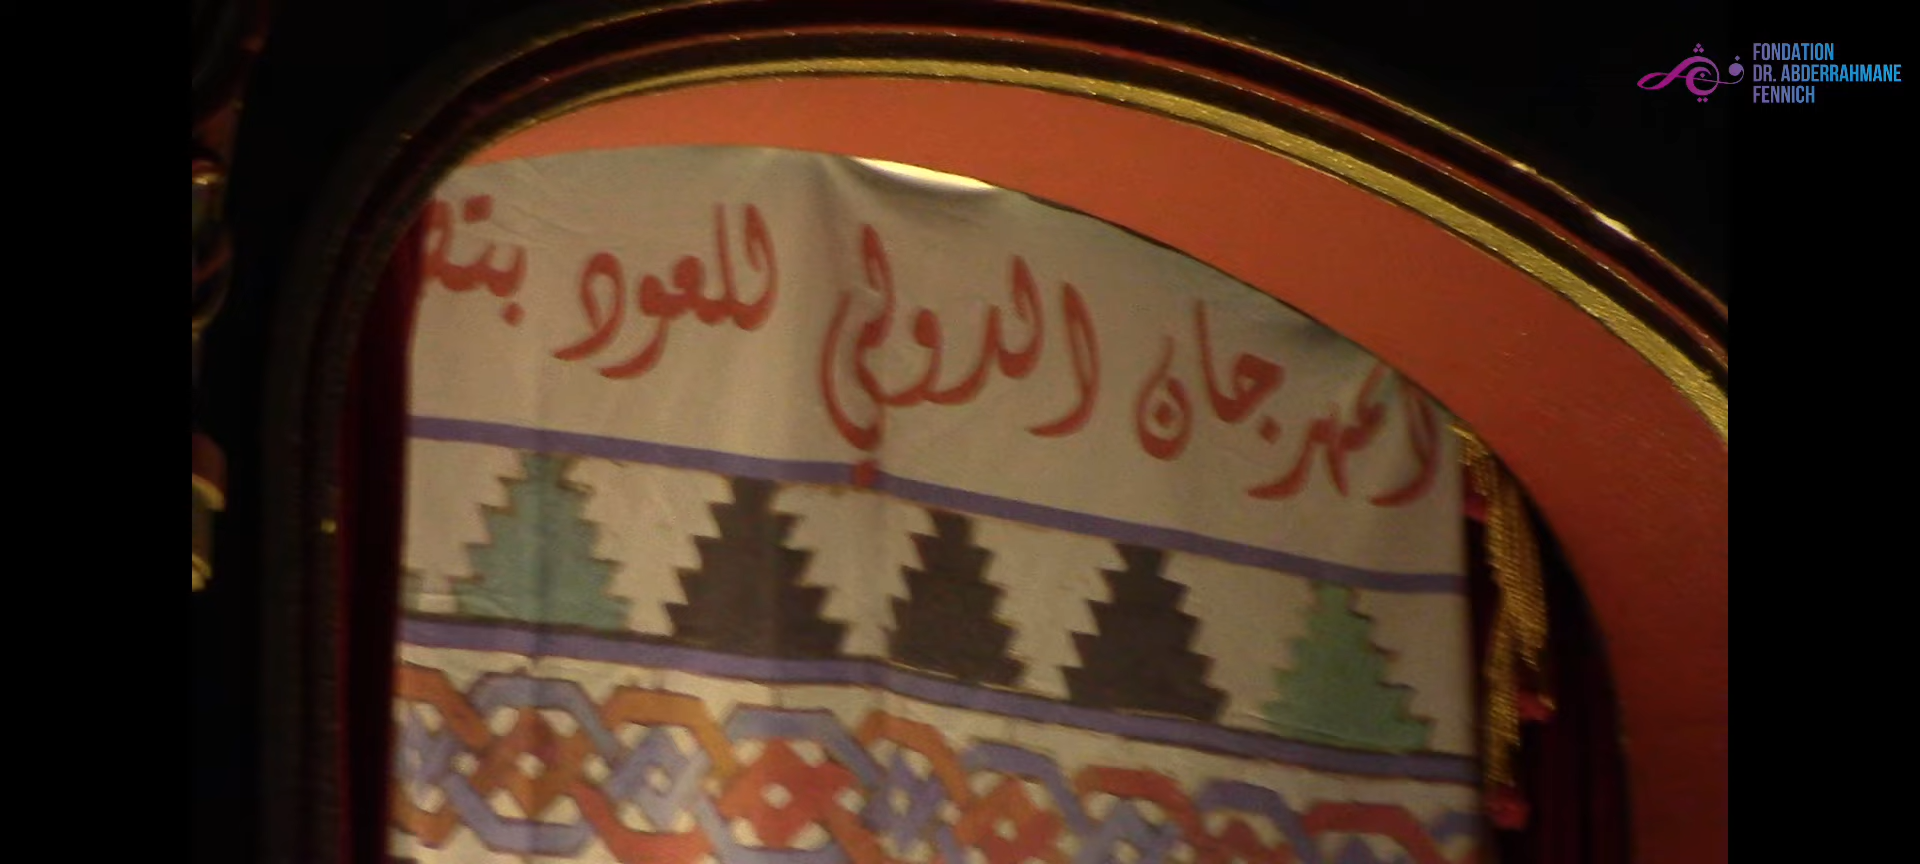 المهرجان الدولي للعود
FONDATION
DR. ABDERRAHMANE
FENNICH